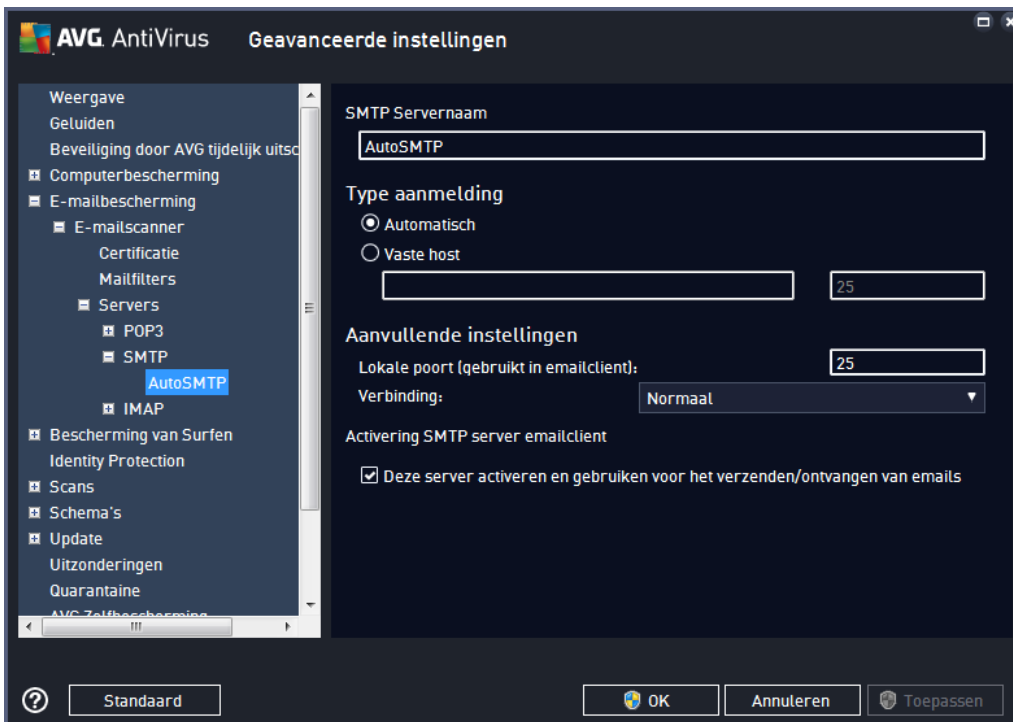 AVG AntiVirus Geavanceerde instellingen
Weergave
Geluiden
Beveiliging door AVG tijdelijk uitsc
Computerbescherming
E-mailbescherming
E-mailscanner
Certificatie
Mailfilters
Servers
POP3
SMTP
AutoSMTP
IMAP
Bescherming van Surfen
Identity Protection
Scans
Schema's
Update
Uitzonderingen
Quarantaine
AVG Zelfbescherming
SMTP Servernaam
AutoSMTP
Type aanmelding
Automatisch
Vaste host
25
Aanvullende instellingen
Lokale poort (gebruikt in emailclient): 25
Verbinding: Normaal
Activering SMTP server emailclient
Deze server activeren en gebruiken voor het verzenden/ontvangen van emails
? Standaard OK Annuleren Toepassen